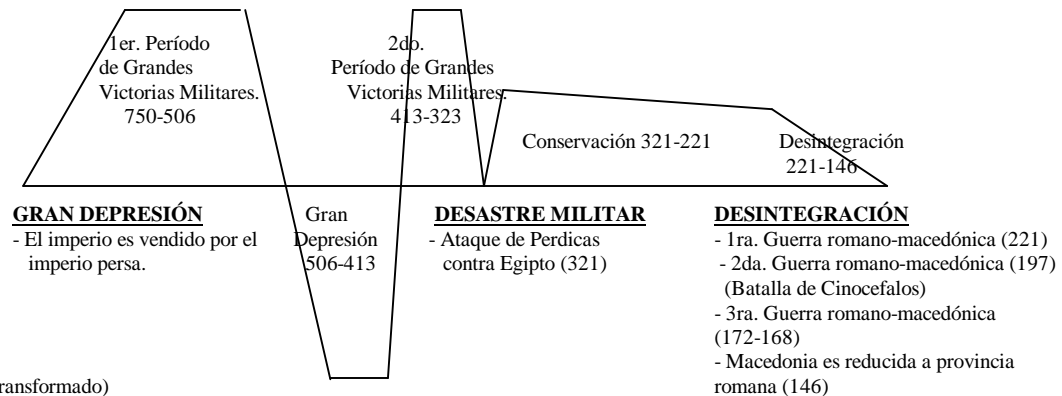 1er. Período
de Grandes
Victorias Militares.
750-506
2do.
Período de Grandes
Victorias Militares.
413-323
Conservación 321-221
Desintegración
221-146
GRAN DEPRESIÓN
- El imperio es vendido por el
imperio persa.
Gran
Depresión
506-413
DESASTRE MILITAR
- Ataque de Perdicas
contra Egipto (321)
DESINTEGRACIÓN
- 1ra. Guerra romano-macedónica (221)
- 2da. Guerra romano-macedónica (197)
(Batalla de Cinocefalos)
- 3ra. Guerra romano-macedónica
(172-168)
- Macedonia es reducida a provincia
romana (146)
ransformado)